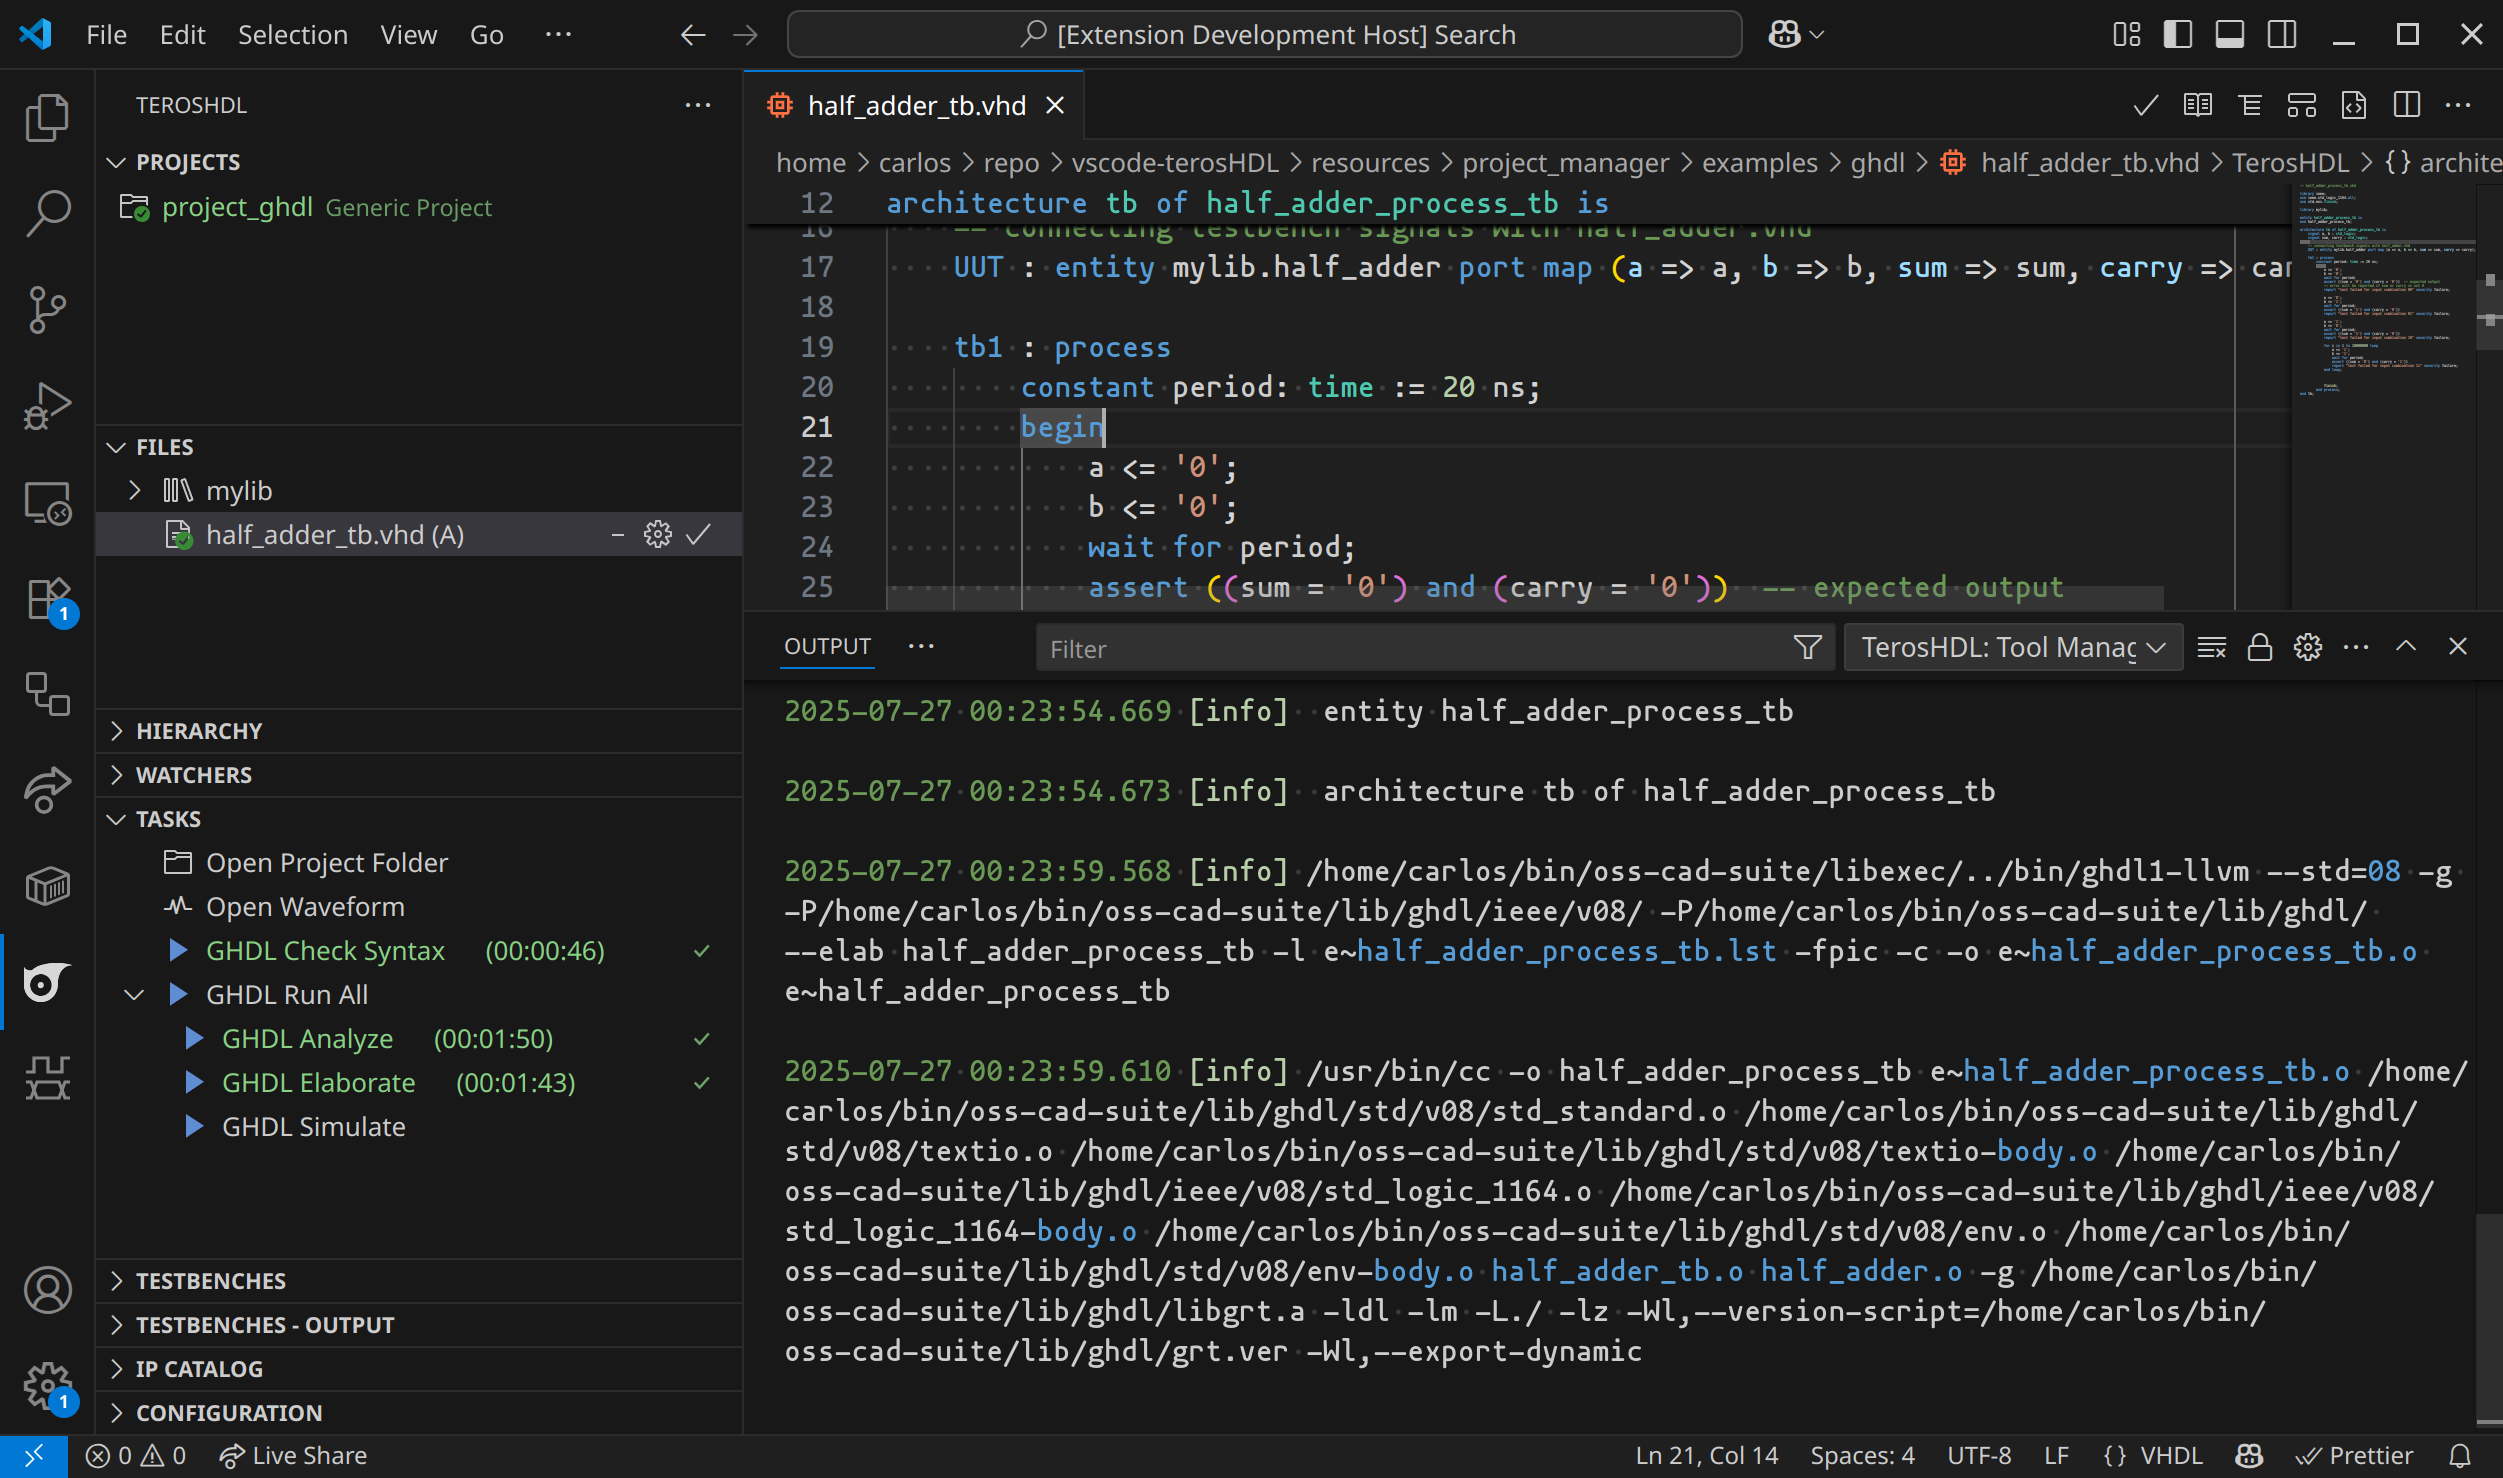 File Edit Selection View Go ···
[Extension Development Host] Search
TEROSHDL
PROJECTS
project_ghdl Generic Project
FILES
mylib
half_adder_tb.vhd (A)
HIERARCHY
WATCHERS
TASKS
Open Project Folder
Open Waveform
GHDL Check Syntax (00:00:46)
GHDL Run All
GHDL Analyze (00:01:50)
GHDL Elaborate (00:01:43)
GHDL Simulate
TESTBENCHES
TESTBENCHES - OUTPUT
IP CATALOG
CONFIGURATION
1
1
half_adder_tb.vhd
home > carlos > repo > vscode-terosHDL > resources > project_manager > examples > ghdl > half_adder_tb.vhd > TerosHDL > {} archite
12 architecture tb of half_adder_process_tb is
16 -- connecting testbench signals with half_adder.vhd
17 UUT : entity mylib.half_adder port map (a => a, b => b, sum => sum, carry => car
18
19 tb1 : process
20 constant period: time := 20 ns;
21 begin
22 a <= '0';
23 b <= '0';
24 wait for period;
25 assert ((sum = '0') and (carry = '0')) -- expected output
OUTPUT ··· Filter TerosHDL: Tool Manag
2025-07-27 00:23:54.669 [info] entity half_adder_process_tb
2025-07-27 00:23:54.673 [info] architecture tb of half_adder_process_tb
2025-07-27 00:23:59.568 [info] /home/carlos/bin/oss-cad-suite/libexec/../bin/ghdl1-llvm --std=08 -g
-P/home/carlos/bin/oss-cad-suite/lib/ghdl/ieee/v08/ -P/home/carlos/bin/oss-cad-suite/lib/ghdl/
--elab half_adder_process_tb -l e~half_adder_process_tb.lst -fpic -c -o e~half_adder_process_tb.o
e~half_adder_process_tb
2025-07-27 00:23:59.610 [info] /usr/bin/cc -o half_adder_process_tb e~half_adder_process_tb.o /home/
carlos/bin/oss-cad-suite/lib/ghdl/std/v08/std_standard.o /home/carlos/bin/oss-cad-suite/lib/ghdl/
std/v08/textio.o /home/carlos/bin/oss-cad-suite/lib/ghdl/std/v08/textio-body.o /home/carlos/bin/
oss-cad-suite/lib/ghdl/ieee/v08/std_logic_1164.o /home/carlos/bin/oss-cad-suite/lib/ghdl/ieee/v08/
std_logic_1164-body.o /home/carlos/bin/oss-cad-suite/lib/ghdl/std/v08/env.o /home/carlos/bin/
oss-cad-suite/lib/ghdl/std/v08/env-body.o half_adder_tb.o half_adder.o -g /home/carlos/bin/
oss-cad-suite/lib/ghdl/libgrt.a -ldl -lm -L./ -lz -Wl,--version-script=/home/carlos/bin/
oss-cad-suite/lib/ghdl/grt.ver -Wl,--export-dynamic
0 0 Live Share
Ln 21, Col 14 Spaces: 4 UTF-8 LF {} VHDL Prettier